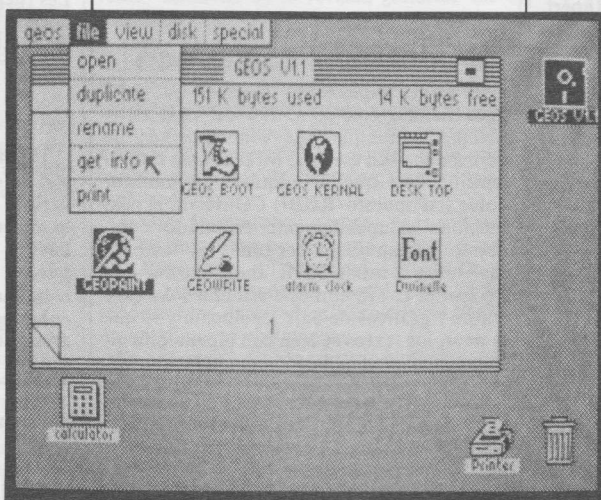 geos file view disk special
open
duplicate
rename
get info
print
GEOS V1.1
151 K bytes used 14 K bytes free
GEOS BOOT GEOS KERNAL DESK TOP
Font
GEOPAINT GEOWRITE alarm clock Dwinelle
1
GEOS V1.1
calculator
Printer